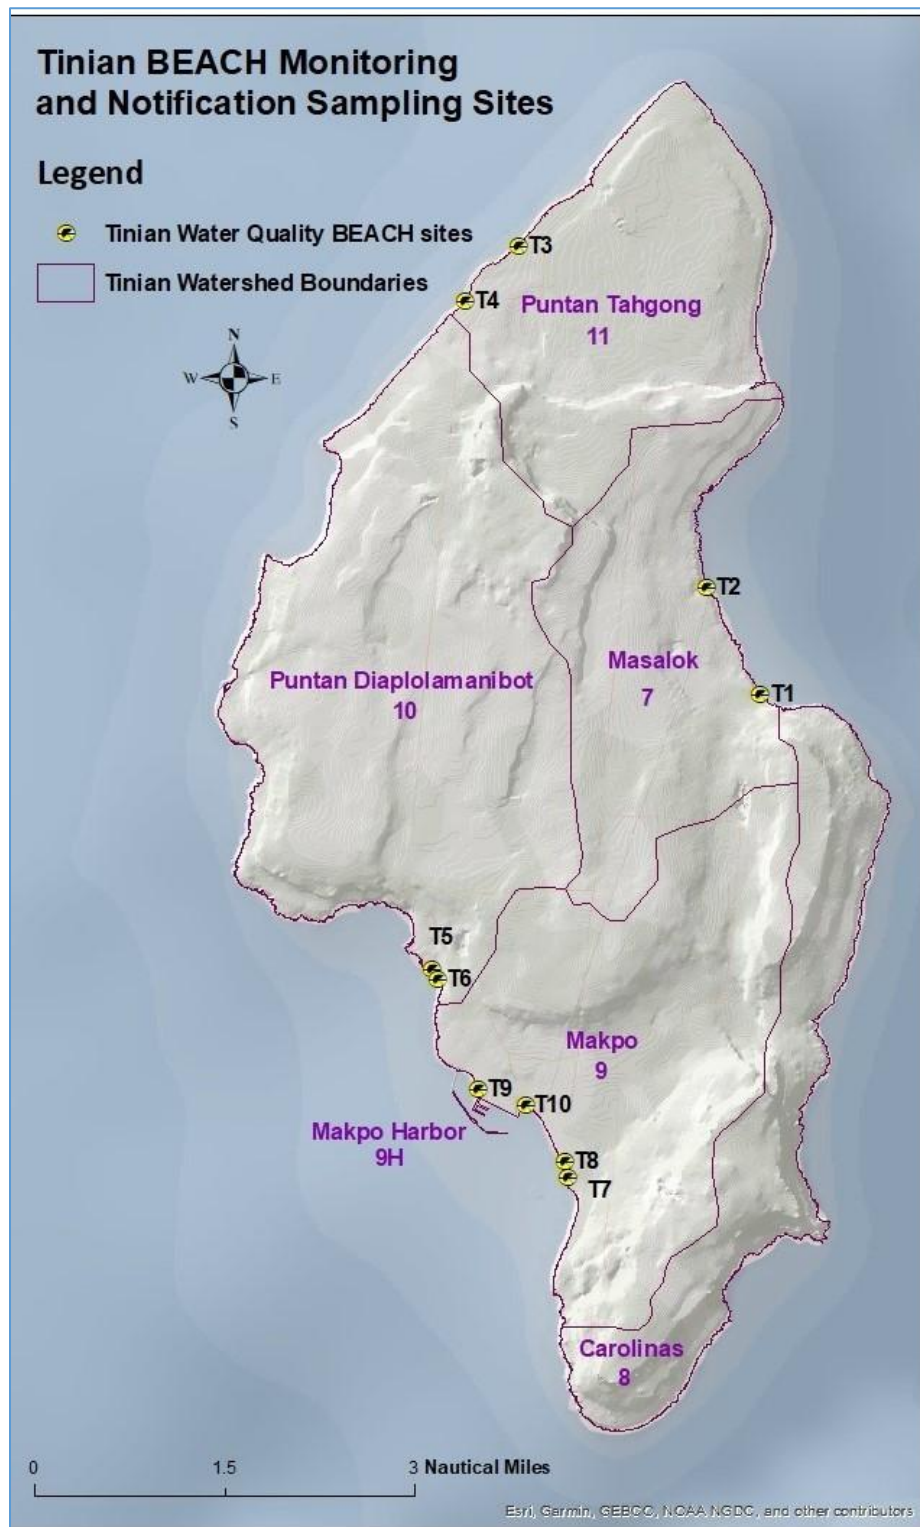 Tinian BEACH Monitoring
and Notification Sampling Sites
Legend
Tinian Water Quality BEACH sites
Tinian Watershed Boundaries
N
W E
S
T3
T4
Puntan Tahgong
11
T2
Masalok
7
T1
Puntan Diaplolamanibot
10
T5
T6
Makpo
9
T9
T10
Makpo Harbor
9H
T8
T7
Carolinas
8
0 1.5 3 Nautical Miles
Esri, Garmin, GEBCO, NOAA NGDC, and other contributors